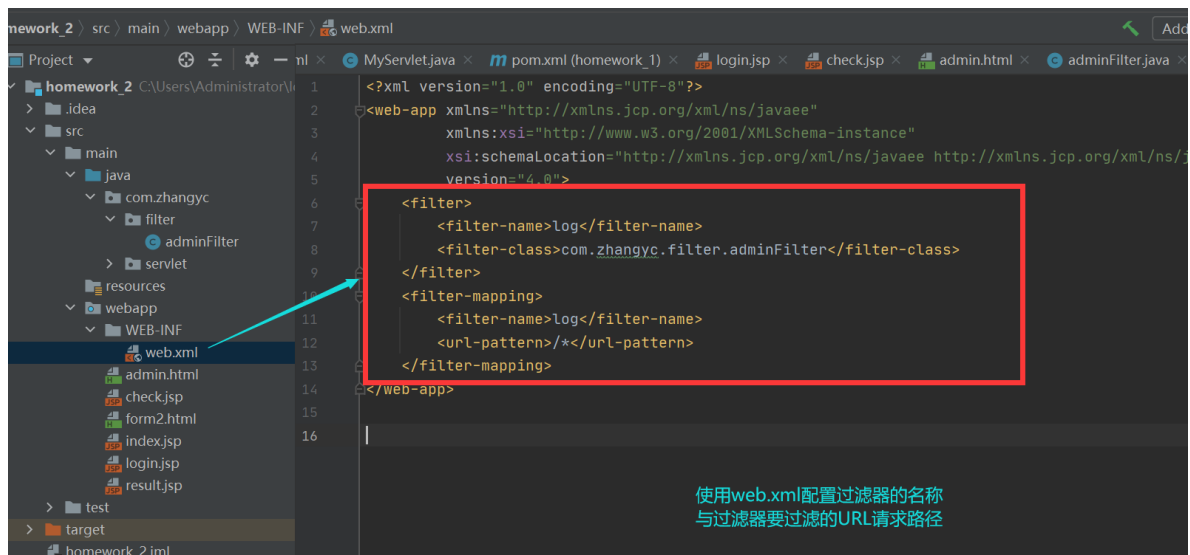 mework_2 〉 src 〉 main 〉 webapp 〉 WEB-INF 〉 web.xml
Add
Project
ml × MyServlet.java × pom.xml (homework_1) × login.jsp × check.jsp × admin.html × adminFilter.java ×
homework_2 C:\Users\Administrator\I
.idea
src
main
java
com.zhangyc
filter
adminFilter
servlet
resources
webapp
WEB-INF
web.xml
admin.html
check.jsp
form2.html
index.jsp
login.jsp
result.jsp
test
target
homework_2.iml
1 <?xml version="1.0" encoding="UTF-8"?>
2 <web-app xmlns="http://xmlns.jcp.org/xml/ns/javaee"
3 xmlns:xsi="http://www.w3.org/2001/XMLSchema-instance"
4 xsi:schemaLocation="http://xmlns.jcp.org/xml/ns/javaee http://xmlns.jcp.org/xml/ns/j
5 version="4.0">
6 <filter>
7 <filter-name>log</filter-name>
8 <filter-class>com.zhangyc.filter.adminFilter</filter-class>
9 </filter>
10 <filter-mapping>
11 <filter-name>log</filter-name>
12 <url-pattern>/*</url-pattern>
13 </filter-mapping>
14 </web-app>
15
16
使用web.xml配置过滤器的名称
与过滤器要过滤的URL请求路径